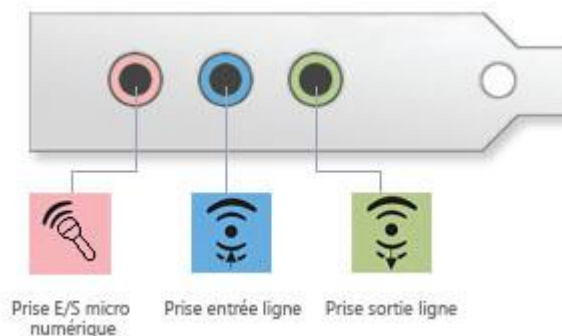 Prise E/S micro
numérique
Prise entrée ligne
Prise sortie ligne